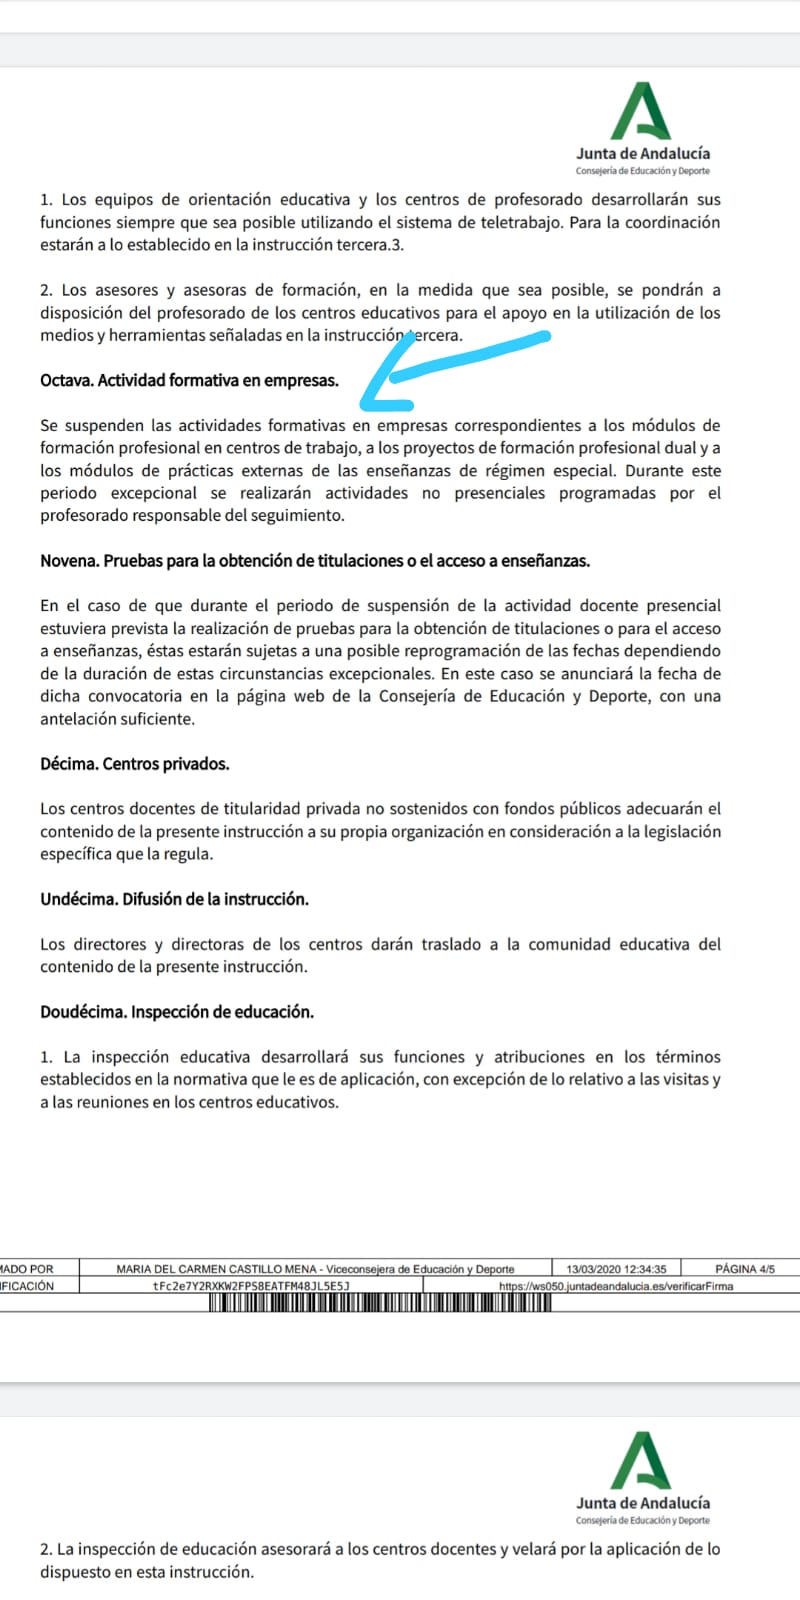 Junta de Andalucía
Consejería de Educación y Deporte
1. Los equipos de orientación educativa y los centros de profesorado desarrollarán sus
funciones siempre que sea posible utilizando el sistema de teletrabajo. Para la coordinación
estarán a lo establecido en la instrucción tercera.3.
2. Los asesores y asesoras de formación, en la medida que sea posible, se pondrán a
disposición del profesorado de los centros educativos para el apoyo en la utilización de los
medios y herramientas señaladas en la instrucción tercera.
Octava. Actividad formativa en empresas.
Se suspenden las actividades formativas en empresas correspondientes a los módulos de
formación profesional en centros de trabajo, a los proyectos de formación profesional dual y a
los módulos de prácticas externas de las enseñanzas de régimen especial. Durante este
periodo excepcional se realizarán actividades no presenciales programadas por el
profesorado responsable del seguimiento.
Novena. Pruebas para la obtención de titulaciones o el acceso a enseñanzas.
En el caso de que durante el periodo de suspensión de la actividad docente presencial
estuviera prevista la realización de pruebas para la obtención de titulaciones o para el acceso
a enseñanzas, éstas estarán sujetas a una posible reprogramación de las fechas dependiendo
de la duración de estas circunstancias excepcionales. En este caso se anunciará la fecha de
dicha convocatoria en la página web de la Consejería de Educación y Deporte, con una
antelación suficiente.
Décima. Centros privados.
Los centros docentes de titularidad privada no sostenidos con fondos públicos adecuarán el
contenido de la presente instrucción a su propia organización en consideración a la legislación
específica que la regula.
Undécima. Difusión de la instrucción.
Los directores y directoras de los centros darán traslado a la comunidad educativa del
contenido de la presente instrucción.
Doudécima. Inspección de educación.
1. La inspección educativa desarrollará sus funciones y atribuciones en los términos
establecidos en la normativa que le es de aplicación, con excepción de lo relativo a las visitas y
a las reuniones en los centros educativos.
MADO POR MARIA DEL CARMEN CASTILLO MENA - Viceconsejera de Educación y Deporte 13/03/2020 12:34:35 PÁGINA 4/5
IFICACIÓN tFc2e7Y2RXKW2FPS8EATFM48JL5E5J https://ws050.juntadeandalucia.es/verificarFirma
Junta de Andalucía
Consejería de Educación y Deporte
2. La inspección de educación asesorará a los centros docentes y velará por la aplicación de lo
dispuesto en esta instrucción.